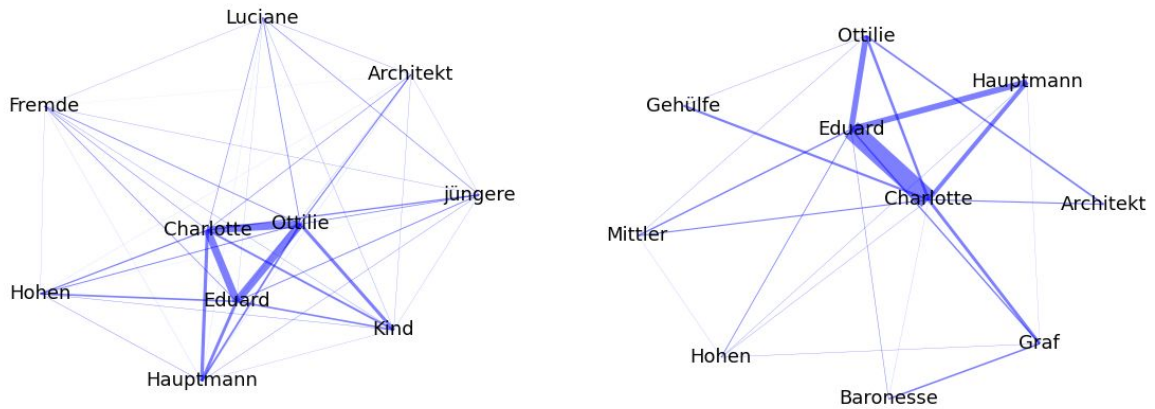 Luciane
Architekt
Fremde
jüngere
Charlotte
Ottilie
Hohen
Eduard
Kind
Hauptmann
Ottilie
Hauptmann
Gehülfe
Eduard
Charlotte
Architekt
Mittler
Hohen
Graf
Baronesse